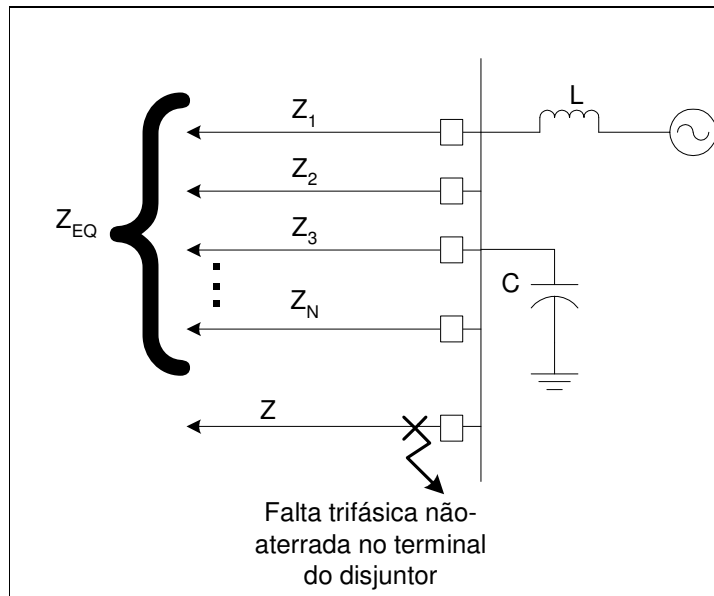 L
Z1
Z2
ZEQ
Z3
C
ZN
Z
Falta trifásica não-
aterrada no terminal
do disjuntor